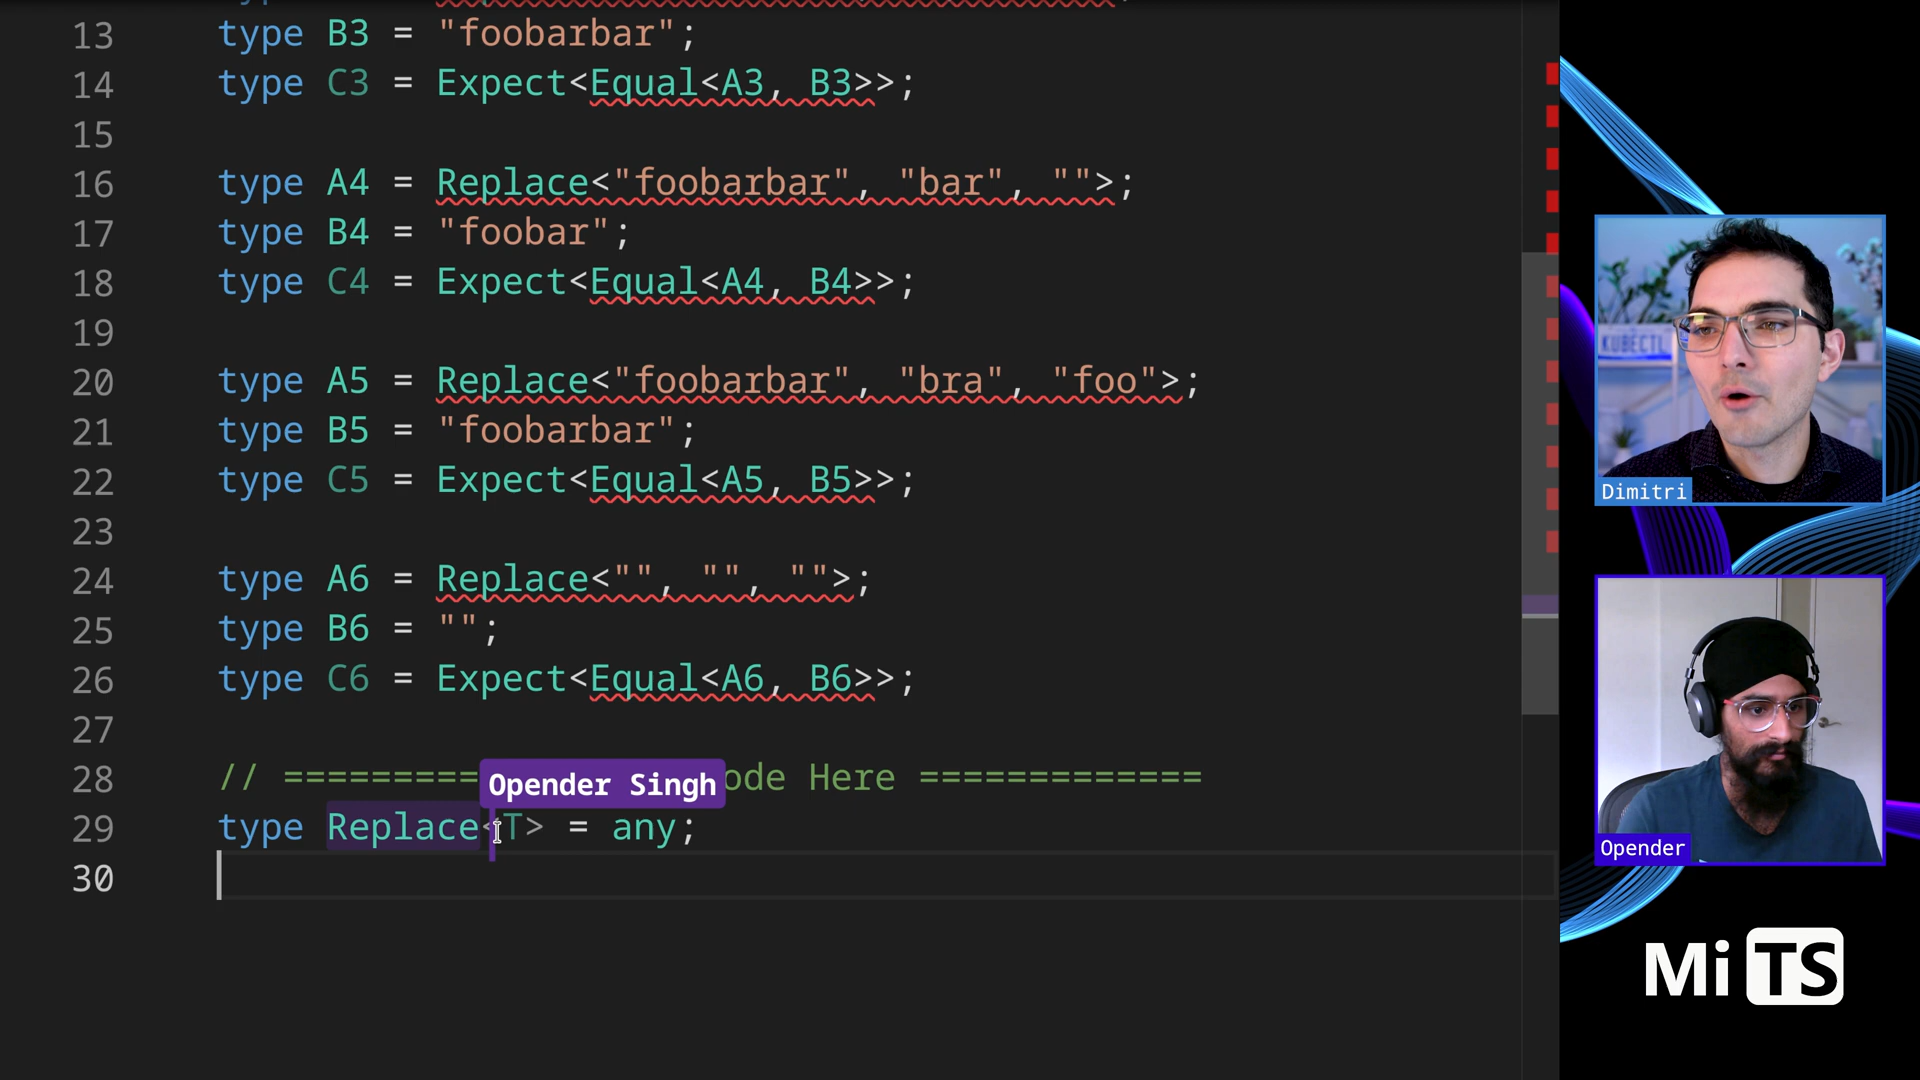 13 type B3 = "foobarbar";
14 type C3 = Expect<Equal<A3, B3>>;
15
16 type A4 = Replace<"foobarbar", "bar", "">;
17 type B4 = "foobar";
18 type C4 = Expect<Equal<A4, B4>>;
19
20 type A5 = Replace<"foobarbar", "bra", "foo">;
21 type B5 = "foobarbar";
22 type C5 = Expect<Equal<A5, B5>>;
23
24 type A6 = Replace<"", "", "">;
25 type B6 = "";
26 type C6 = Expect<Equal<A6, B6>>;
27
28 // ========= ode Here =============
Opender Singh
29 type Replace<T> = any;
30
KUBECTL
Dimitri
Opender
Mi TS